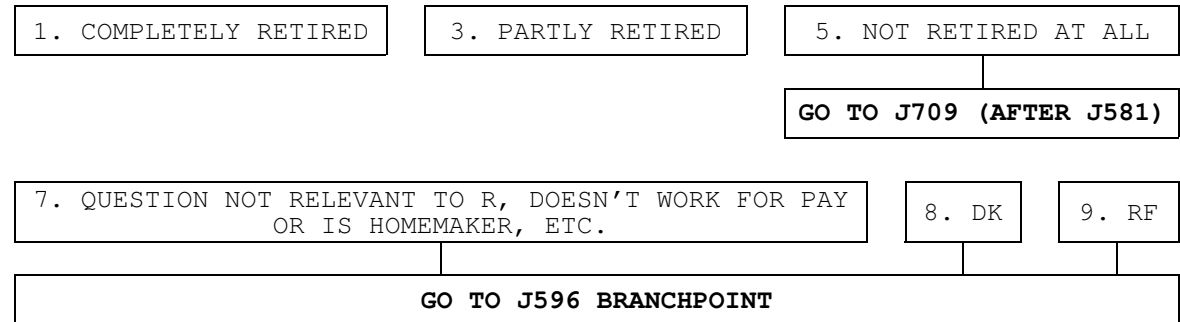 1. COMPLETELY RETIRED
3. PARTLY RETIRED
5. NOT RETIRED AT ALL
GO TO J709 (AFTER J581)
7. QUESTION NOT RELEVANT TO R, DOESN'T WORK FOR PAY
OR IS HOMEMAKER, ETC.
8. DK
9. RF
GO TO J596 BRANCHPOINT